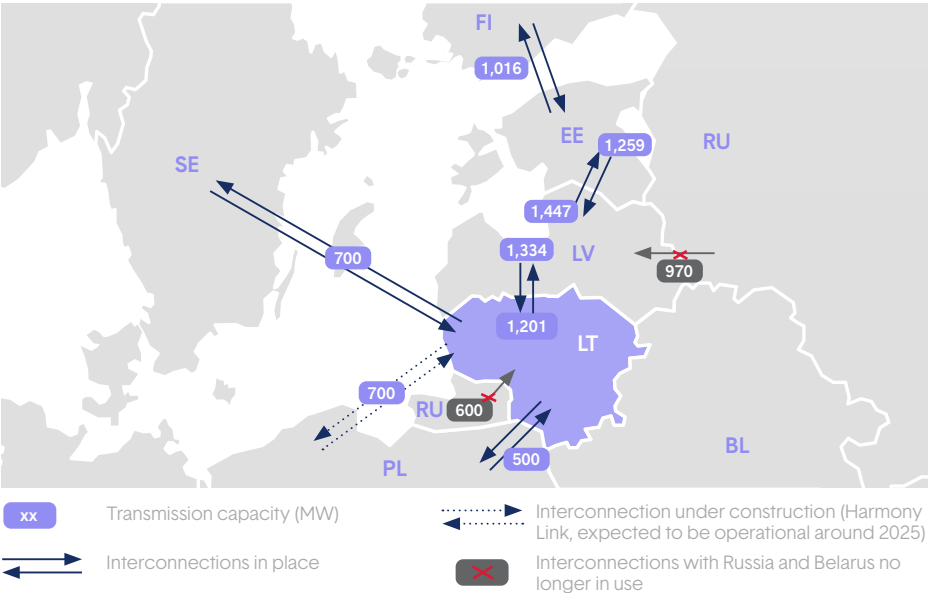 FI
1,016
EE
1,259
RU
SE
1,447
1,334
LV
700
970
1,201
LT
700
RU
600
500
PL
BL
xx
Transmission capacity (MW)
Interconnections in place
Interconnection under construction (Harmony
Link, expected to be operational around 2025)
Interconnections with Russia and Belarus no
longer in use